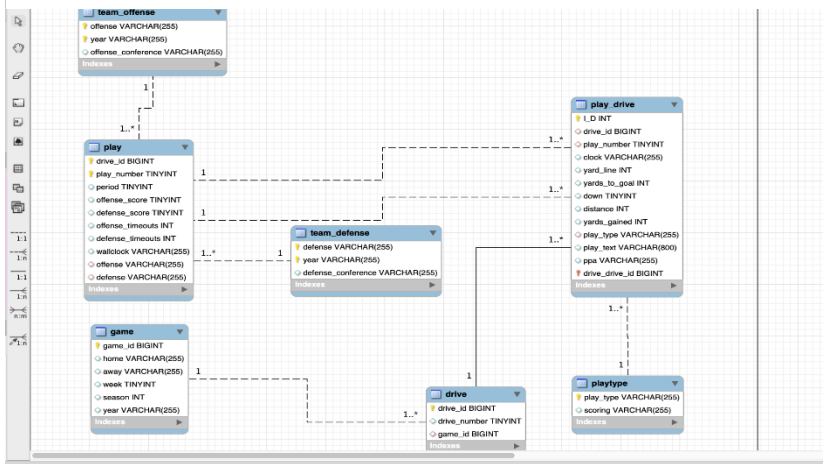 team_offense
offense VARCHAR(255)
year VARCHAR(255)
offense_conference VARCHAR(255)
Indexes
1
1..*
play
drive_id BIGINT
play_number TINYINT
period TINYINT
offense_score TINYINT
defense_score TINYINT
offense_timeouts INT
defense_timeouts INT
wallclock VARCHAR(255)
offense VARCHAR(255)
defense VARCHAR(255)
Indexes
1
1..*
1
1..*
1..*
1
team_defense
defense VARCHAR(255)
year VARCHAR(255)
defense_conference VARCHAR(255)
Indexes
play_drive
I_D INT
drive_id BIGINT
play_number TINYINT
clock VARCHAR(255)
yard_line INT
yards_to_goal INT
down TINYINT
distance INT
yards_gained INT
play_type VARCHAR(255)
play_text VARCHAR(800)
ppa VARCHAR(255)
drive_drive_id BIGINT
Indexes
1..*
1
1..*
1
game
game_id BIGINT
home VARCHAR(255)
away VARCHAR(255)
week TINYINT
season INT
year VARCHAR(255)
Indexes
1
1..*
drive
drive_id BIGINT
drive_number TINYINT
game_id BIGINT
Indexes
playtype
play_type VARCHAR(255)
scoring VARCHAR(255)
Indexes
1:1
1:n
1:1
1:n
n:m
1:n